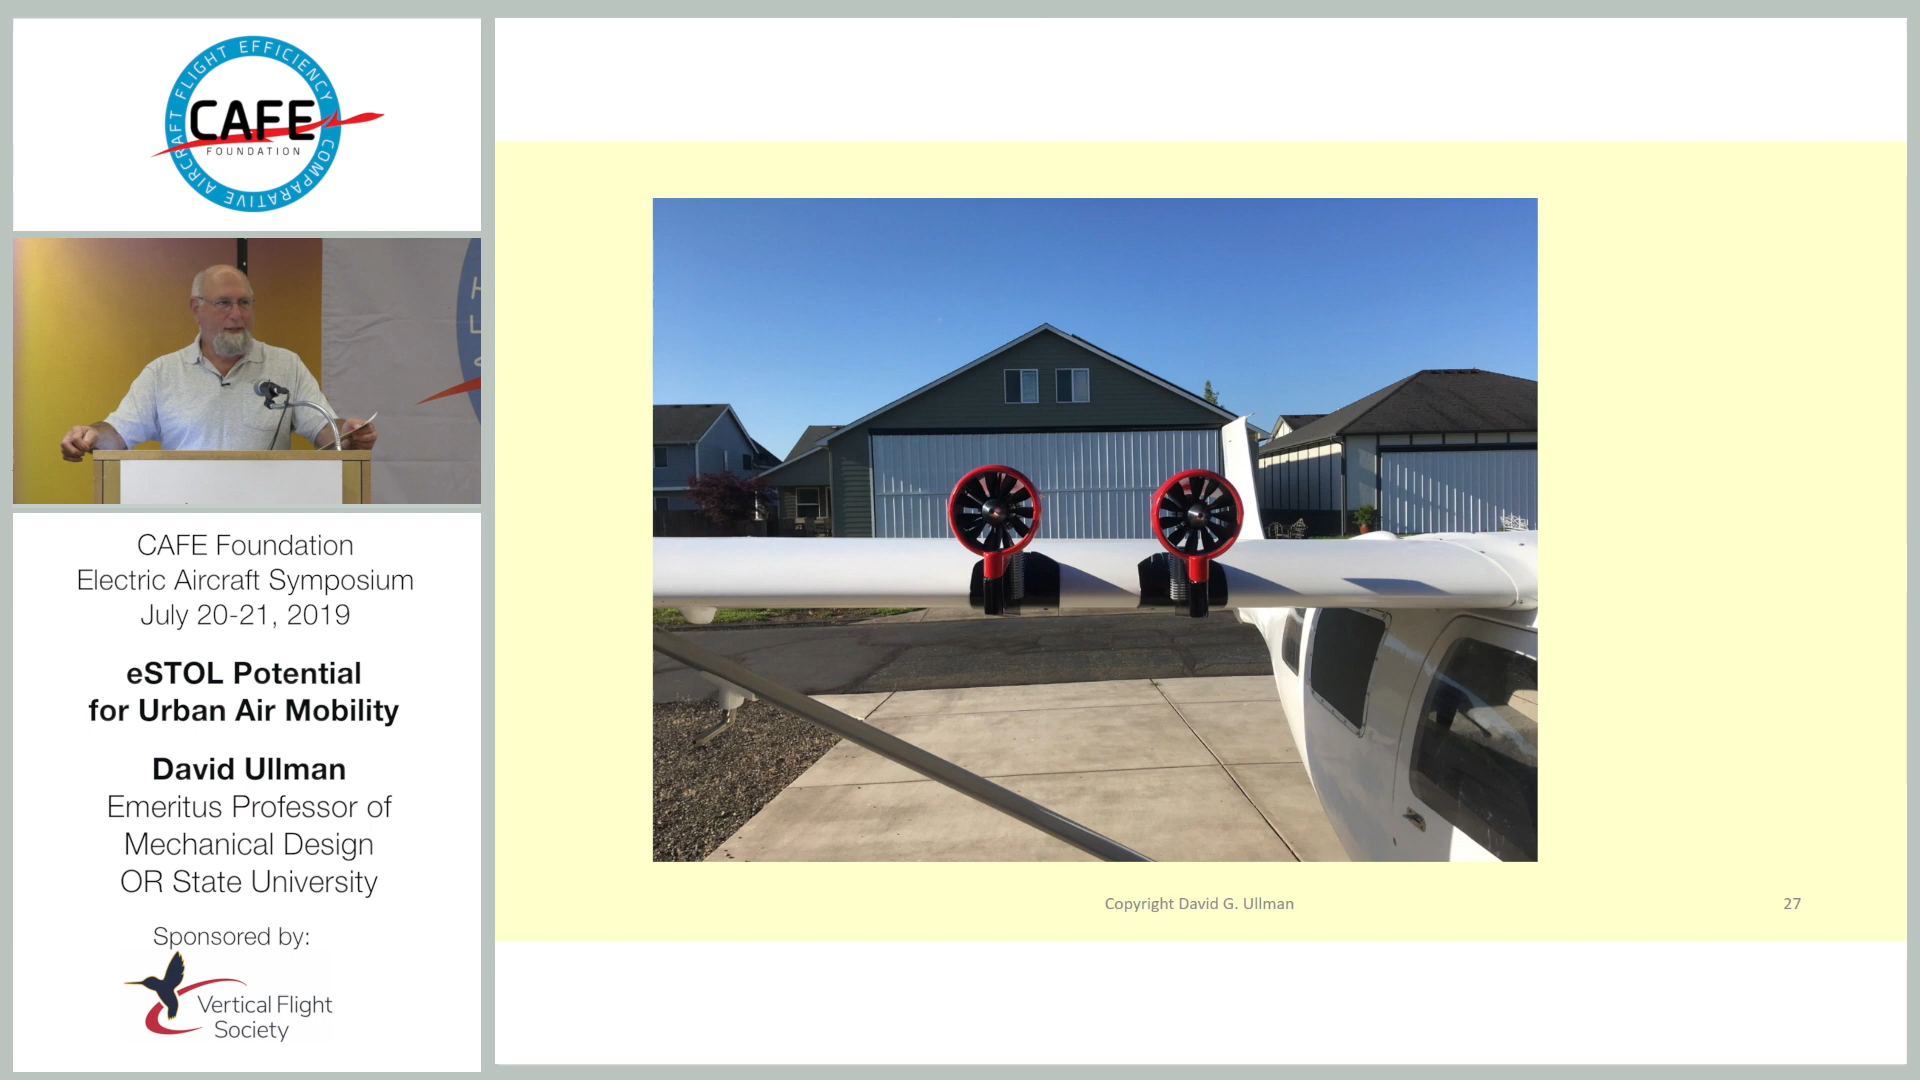 COMPARATIVE AIRCRAFT FLIGHT EFFICIENCY
CAFE
FOUNDATION
CAFE Foundation
Electric Aircraft Symposium
July 20-21, 2019
eSTOL Potential
for Urban Air Mobility
David Ullman
Emeritus Professor of
Mechanical Design
OR State University
Sponsored by:
Vertical Flight
Society
Copyright David G. Ullman
27